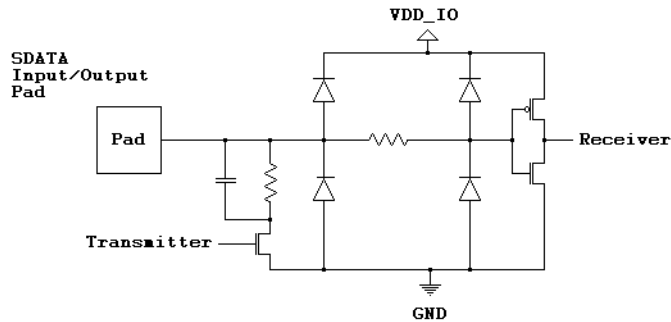 VDD_IO
SDATA
Input/Output
Pad
Pad
Receiver
Transmitter
GND